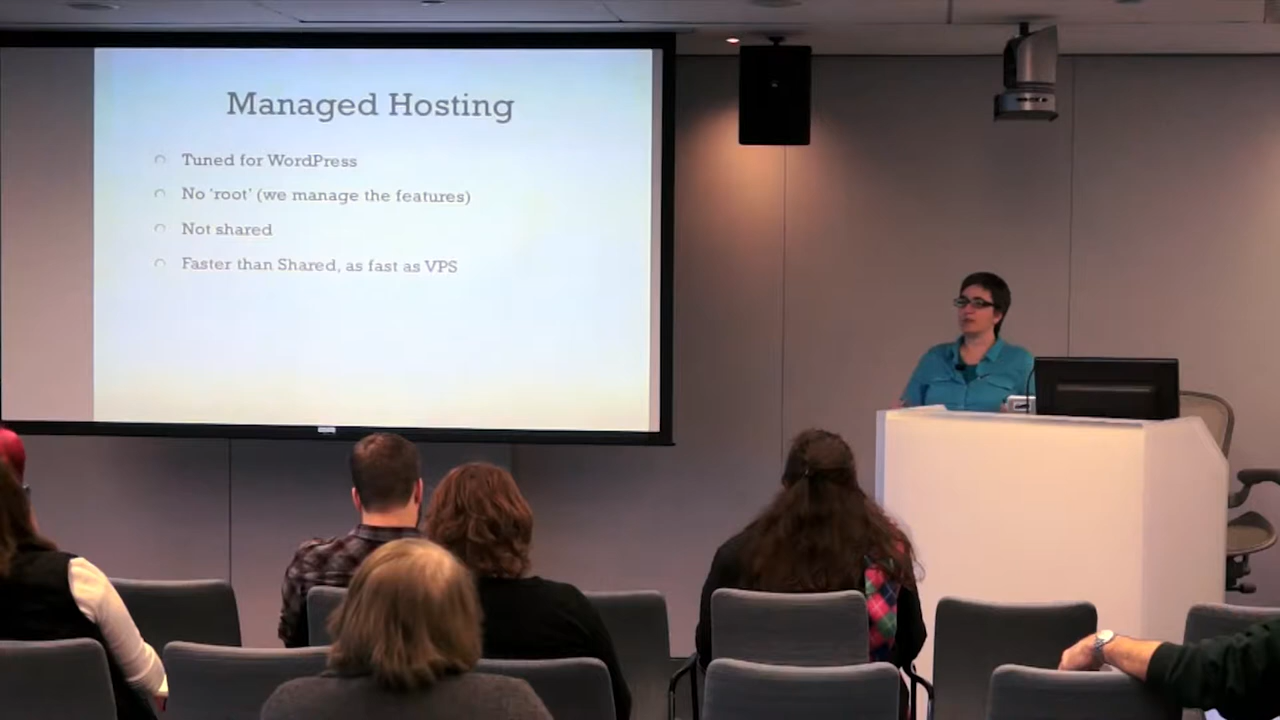 Managed Hosting
Tuned for WordPress
No 'root' (we manage the features)
Not shared
Faster than Shared, as fast as VPS